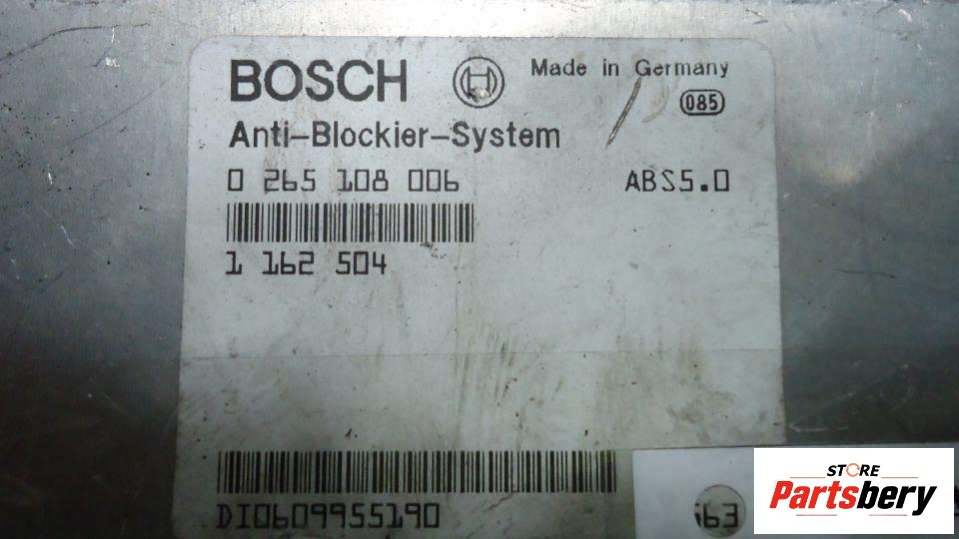 BOSCH
Made in Germany
085
Anti-Blockier-System
0 265 108 006
ABS5.0
1 162 504
DI0609955190
i63
STORE
Partsbery